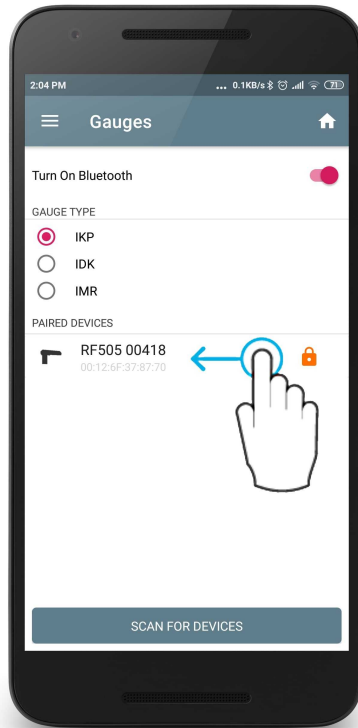 2:04 PM ... 0.1KB/s 71
Gauges
Turn On Bluetooth
GAUGE TYPE
IKP
IDK
IMR
PAIRED DEVICES
RF505 00418
00:12:6F:37:87:70
SCAN FOR DEVICES